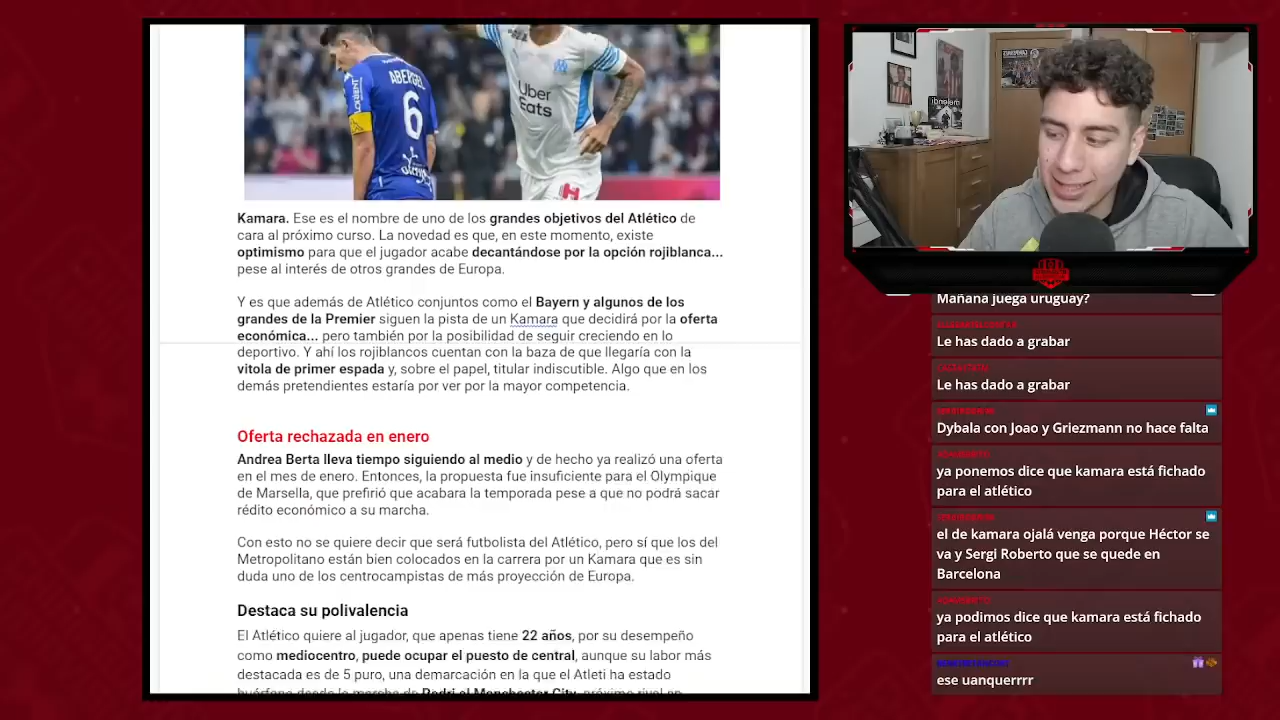 ABERGEL
6
Uber
Eats
Kamara. Ese es el nombre de uno de los grandes objetivos del Atlético de
cara al próximo curso. La novedad es que, en este momento, existe
optimismo para que el jugador acabe decantándose por la opción rojiblanca...
pese al interés de otros grandes de Europa.
Y es que además de Atlético conjuntos como el Bayern y algunos de los
grandes de la Premier siguen la pista de un Kamara que decidirá por la oferta
económica... pero también por la posibilidad de seguir creciendo en lo
deportivo. Y ahí los rojiblancos cuentan con la baza de que llegaría con la
vitola de primer espada y, sobre el papel, titular indiscutible. Algo que en los
demás pretendientes estaría por ver por la mayor competencia.
Oferta rechazada en enero
Andrea Berta lleva tiempo siguiendo al medio y de hecho ya realizó una oferta
en el mes de enero. Entonces, la propuesta fue insuficiente para el Olympique
de Marsella, que prefirió que acabara la temporada pese a que no podrá sacar
rédito económico a su marcha.
Con esto no se quiere decir que será futbolista del Atlético, pero sí que los del
Metropolitano están bien colocados en la carrera por un Kamara que es sin
duda uno de los centrocampistas de más proyección de Europa.
Destaca su polivalencia
El Atlético quiere al jugador, que apenas tiene 22 años, por su desempeño
como mediocentro, puede ocupar el puesto de central, aunque su labor más
destacada es de 5 puro, una demarcación en la que el Atleti ha estado
huérfano desde la marcha de Rodri al Manchester City, próximo rival en
Mañana juega uruguay?
Le has dado a grabar
Le has dado a grabar
Dybala con Joao y Griezmann no hace falta
ya ponemos dice que kamara está fichado
para el atlético
el de kamara ojalá venga porque Héctor se
va y Sergi Roberto que se quede en
Barcelona
ya podimos dice que kamara está fichado
para el atlético
ese uanquerrrr